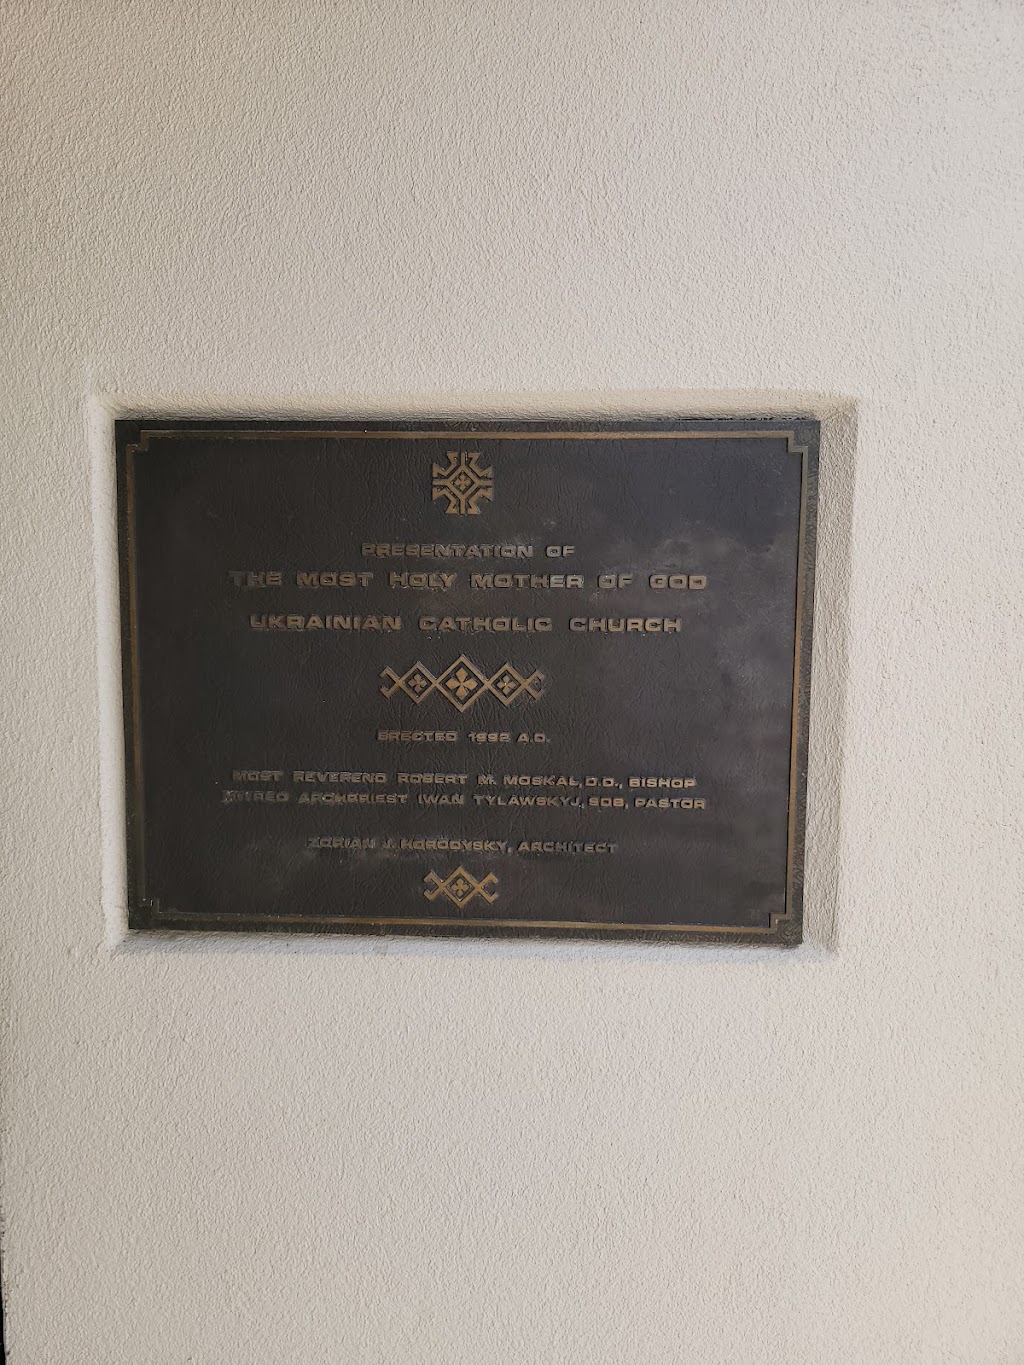 PRESENTATION OF
THE MOST HOLY MOTHER OF GOD
UKRAINIAN CATHOLIC CHURCH
ERECTED 1992 A.D.
MOST REVEREND ROBERT M. MOSKAL, D.D., BISHOP
MITRED ARCHPRIEST IWAN TYLAWSKYJ, SDB, PASTOR
ZORIAN J. HORODYSKY, ARCHITECT